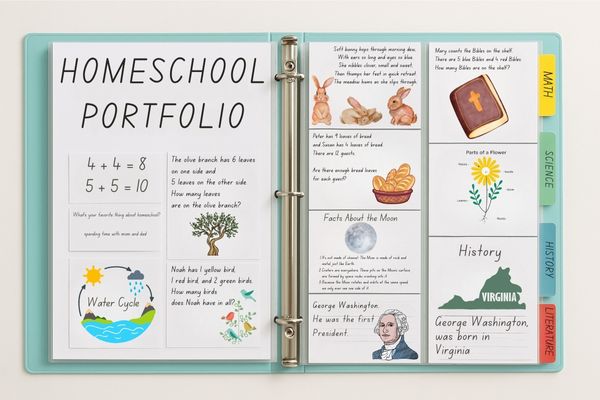 HOMESCHOOL
PORTFOLIO
4 + 4 = 8
5 + 5 = 10
What's your favorite thing about homeschool?
spending time with mom and dad
The olive branch has 6 leaves
on one side and
5 leaves on the other side
How many leaves
are on the olive branch?
Water Cycle
Noah has 1 yellow bird,
1 red bird, and 2 green birds.
How many birds
does Noah have in all?
Soft bunny hops through morning dew,
With ears so long and eyes so blue.
She nibbles clover, small and sweet,
Then thumps her feet in quick retreat.
The meadow hums as she slips through.
Peter has 9 loaves of bread
and Susan has 4 loaves of bread.
There are 12 guests.
Are there enough bread loaves
for each guest?
Facts About the Moon
1 It's not made of cheese! The Moon is made of rock and
metal, just like Earth.
2 Craters are everywhere! These pits on the Moon's surface
are formed by space rocks crashing into it.
3 Because the Moon rotates and orbits at the same speed
we only ever see one side of it.
George Washington.
He was the first
President.
Mary counts the Bibles on the shelf.
There are 5 blue Bibles and 4 red Bibles
How many Bibles are on the shelf?
Parts of a Flower
History
VIRGINIA
George Washington,
was born in
Virginia
MATH
SCIENCE
HISTORY
LITERATURE